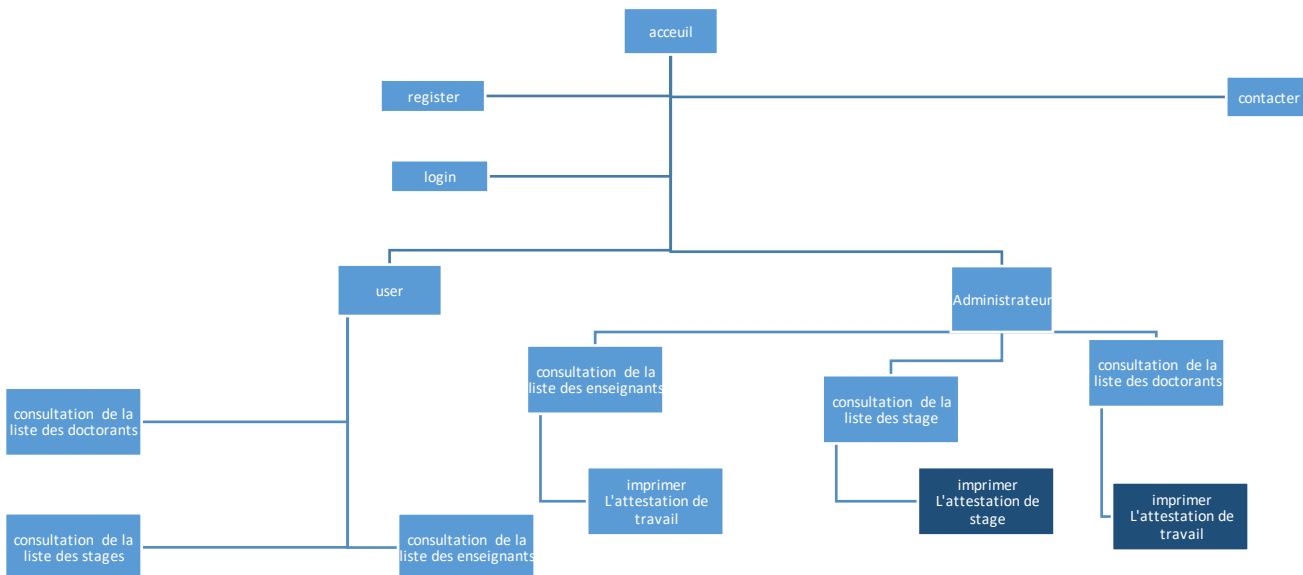 acceuil
register
contacter
login
user
Administrateur
consultation de la
liste des enseignants
consultation de la
liste des stage
consultation de la
liste des doctorants
consultation de la
liste des doctorants
imprimer
L'attestation de
travail
imprimer
L'attestation de
stage
imprimer
L'attestation de
travail
consultation de la
liste des stages
consultation de la
liste des enseignants